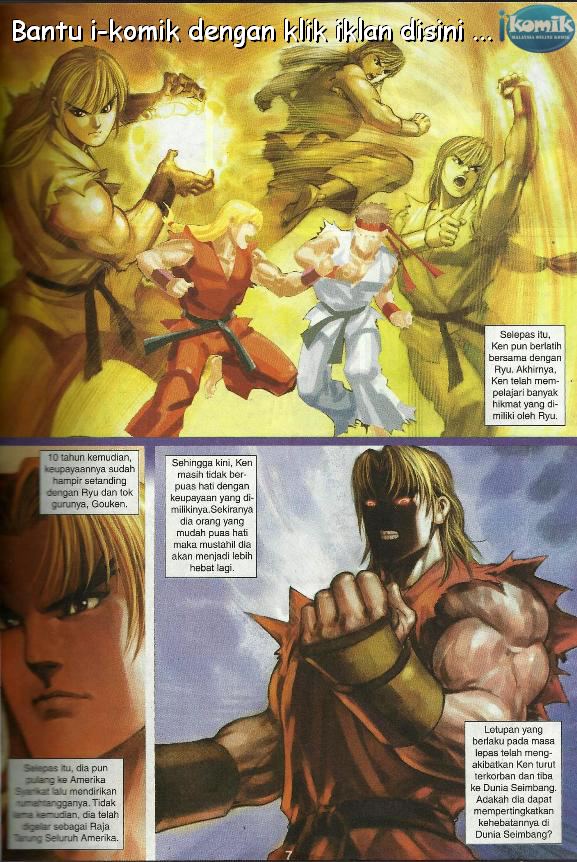 Bantu i-komik dengan klik iklan disini ...
ikomik
MALAYSIA ONLINE KOMIK
Selepas itu,
Ken pun berlatih
bersama dengan
Ryu. Akhirnya,
Ken telah mem-
pelajari banyak
hikmat yang di-
miliki oleh Ryu.
10 tahun kemudian,
keupayaannya sudah
hampir setanding
dengan Ryu dan tok
gurunya, Gouken.
Sehingga kini, Ken
masih tidak ber-
puas hati dengan
keupayaan yang di-
milikinya.Sekiranya
dia orang yang
mudah puas hati
maka mustahil dia
akan menjadi lebih
hebat lagi.
Selepas itu, dia pun
pulang ke Amerika
Syarikat lalu mendirikan
rumahtangganya. Tidak
lama kemudian, dia telah
digelar sebagai Raja
Tarung Seluruh Amerika.
Letupan yang
berlaku pada masa
lepas telah meng-
akibatkan Ken turut
terkorban dan tiba
ke Dunia Seimbang.
Adakah dia dapat
mempertingkatkan
kehebatannya di
Dunia Seimbang?
7